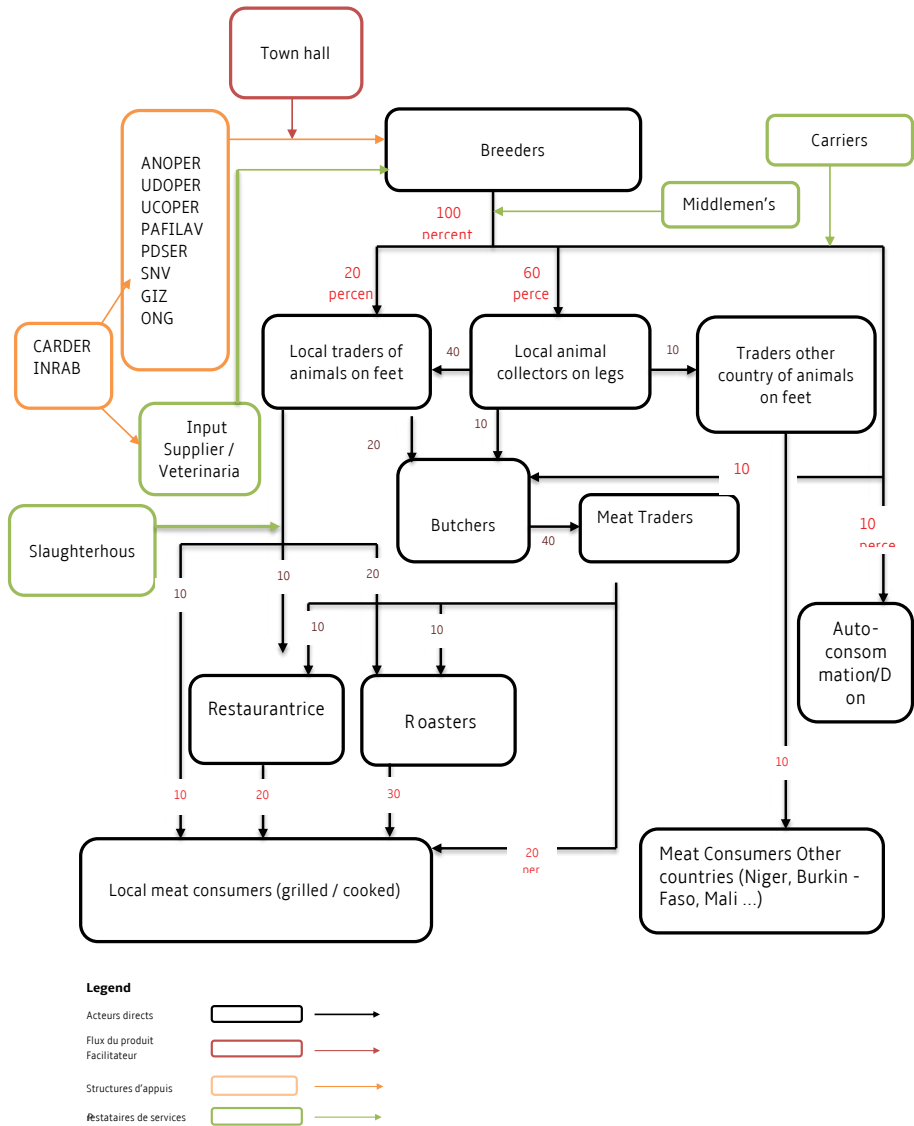 Town hall
Breeders
Carriers
ANOPER
UDOPER
UCOPER
PAFILAV
PDSER
SNV
GIZ
ONG
Middlemen's
100
percent
20
percen
60
perce
CARDER
INRAB
Local traders of
animals on feet
40
Local animal
collectors on legs
10
Traders other
country of animals
on feet
Input
Supplier /
Veterinaria
20
10
10
Butchers
40
Meat Traders
10
perce
Slaughterhous
10
10
20
10
10
Auto-
consom
mation/D
on
Restaurantrice
Roasters
10
10
20
30
20
per
Local meat consumers (grilled / cooked)
Meat Consumers Other
countries (Niger, Burkin -
Faso, Mali ...)
Legend
Acteurs directs
Flux du produit
Facilitateur
Structures d'appuis
Prestataires de services